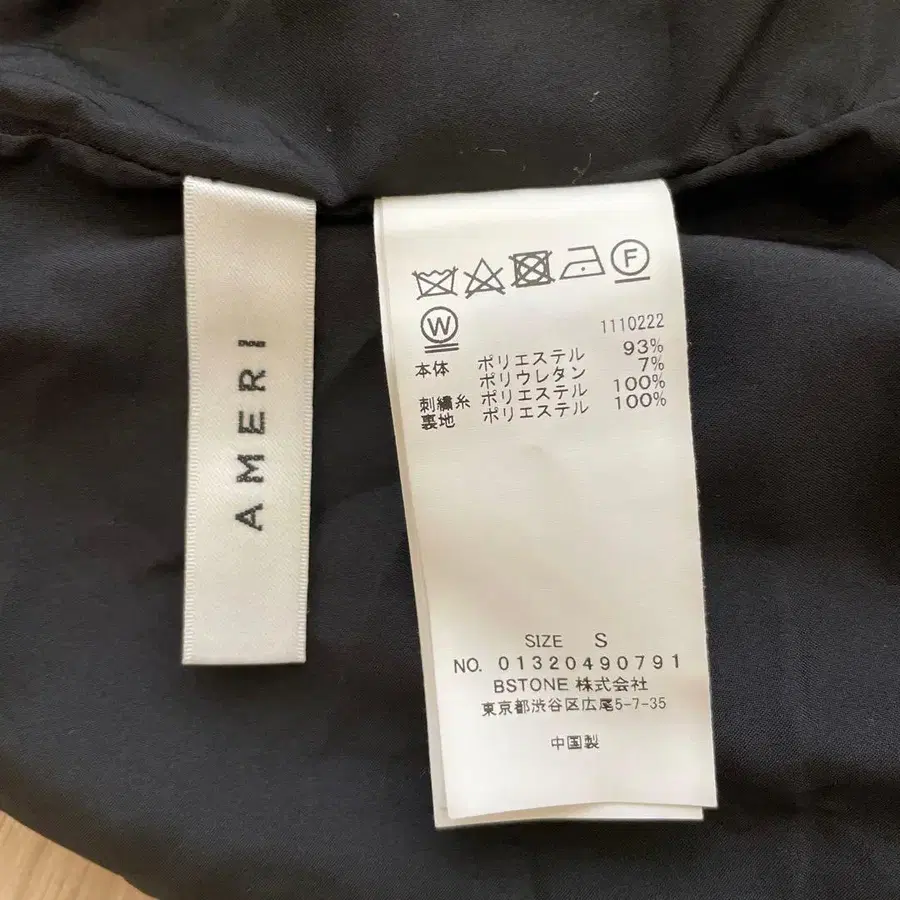 AMERI
F
W
1110222
本体 ポリエステル 93%
ポリウレタン 7%
刺繍糸 ポリエステル 100%
裏地 ポリエステル 100%
SIZE S
NO. 01320490791
BSTONE 株式会社
東京都渋谷区広尾5-7-35
中国製